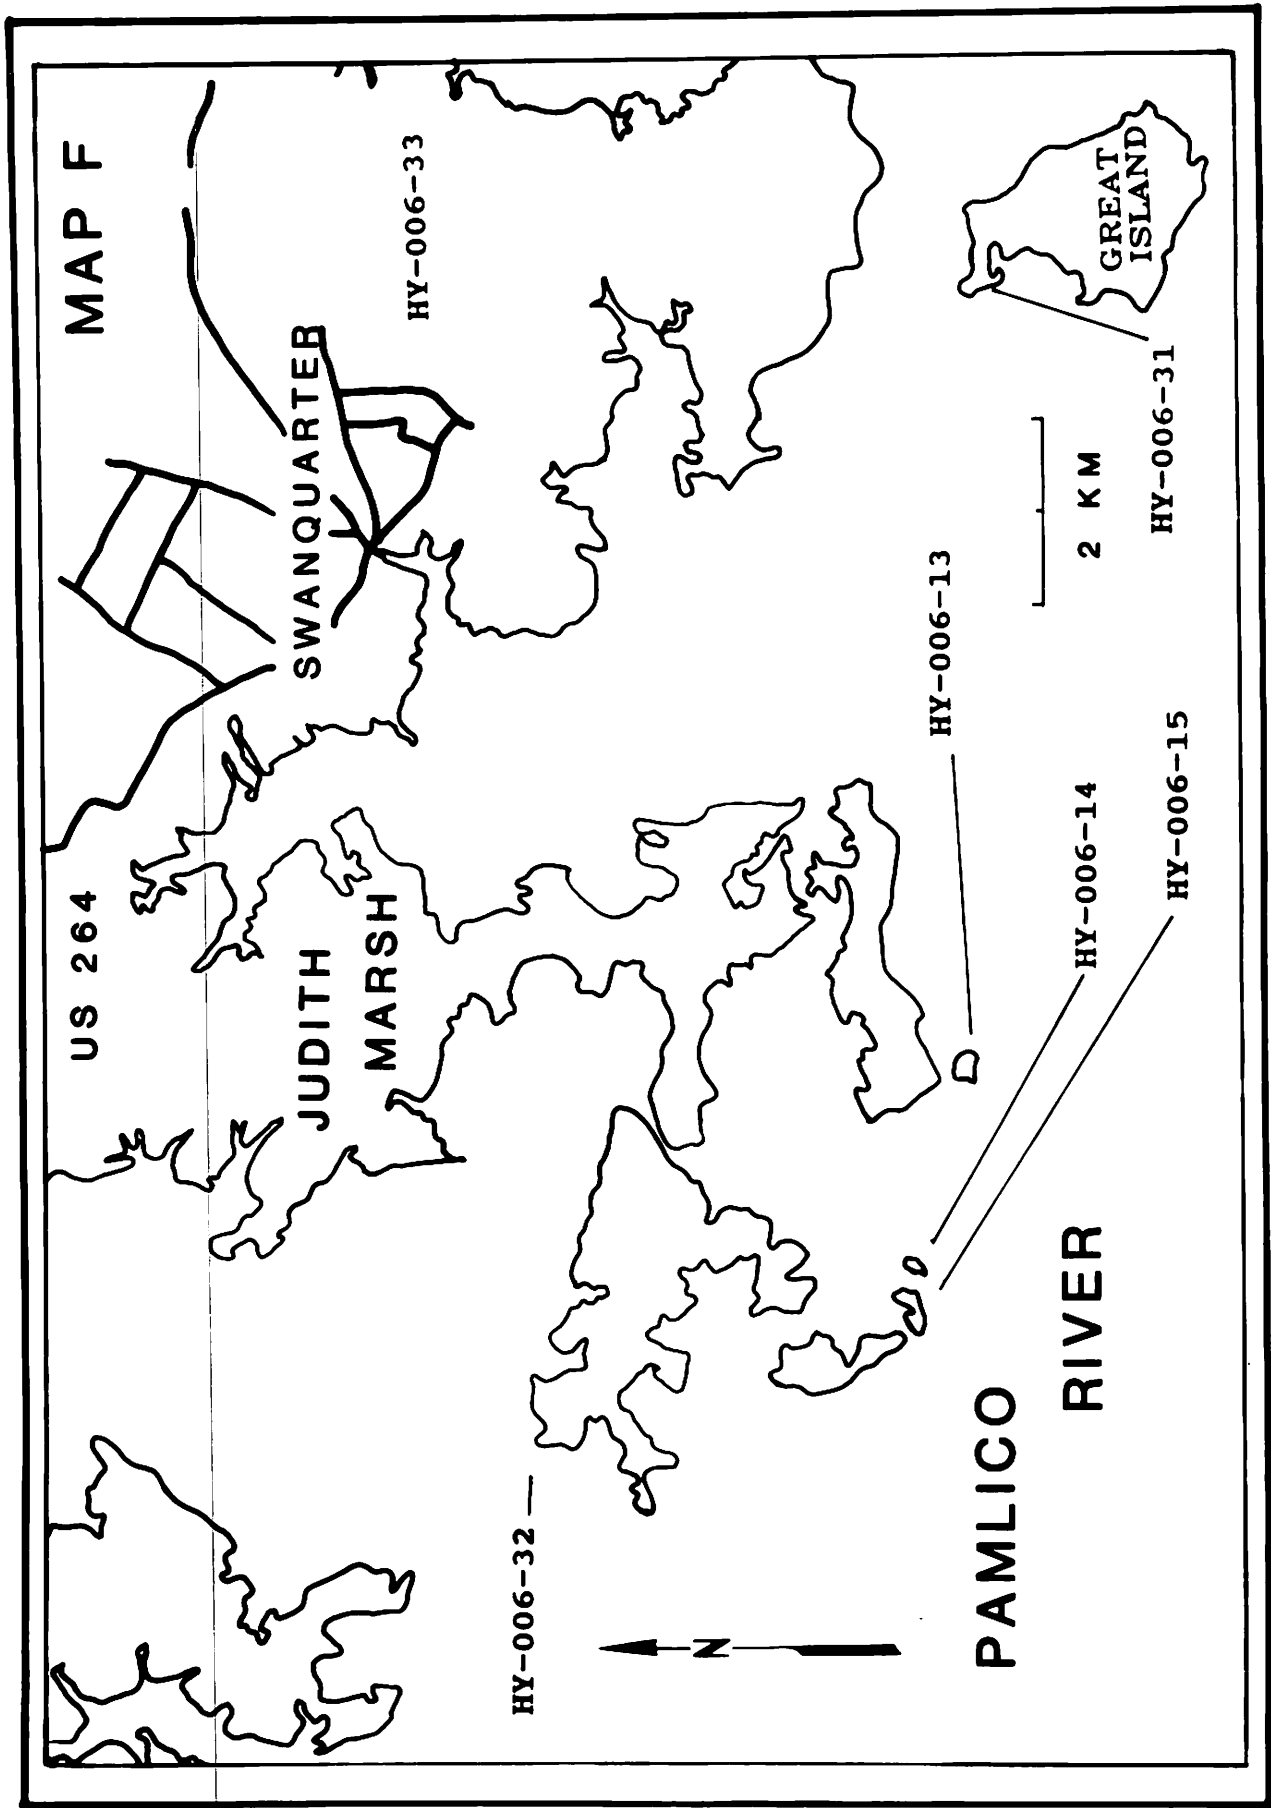 MAP F
US 264
SWANQUARTER
JUDITH
MARSH
HY-006-33
HY-006-32
N
GREAT
ISLAND
HY-006-13
2 KM
HY-006-31
HY-006-14
HY-006-15
PAMLICO
RIVER